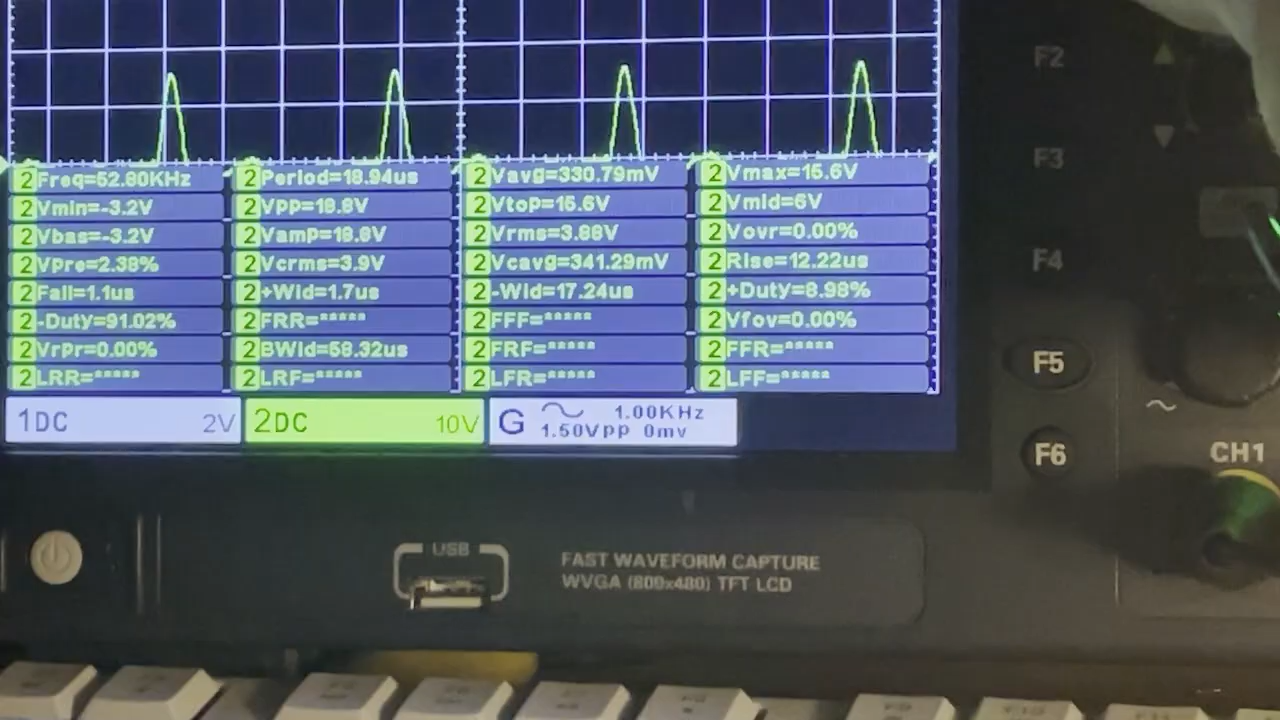 F2
2 Freq=52.80KHz 2 Period=18.94us 2 Vavg=330.79mV 2 Vmax=15.6V
F3
2 Vmin=-3.2V 2 Vpp=18.8V 2 Vtop=15.6V 2 Vmid=6V
2 Vbas=-3.2V 2 Vamp=18.8V 2 Vrms=3.88V 2 Vovr=0.00%
F4
2 Vpre=2.38% 2 Vcrms=3.9V 2 Vcavg=341.29mV 2 Rise=12.22us
2 Fall=1.1us 2 +Wid=1.7us 2 -Wid=17.24us 2 +Duty=8.98%
2 -Duty=91.02% 2 FRR=***** 2 FFF=***** 2 Vfov=0.00%
2 Vrpr=0.00% 2 BWid=58.32us 2 FRF=***** 2 FFR=*****
F5
2 LRR=***** 2 LRF=***** 2 LFR=***** 2 LFF=*****
1DC 2V 2DC 10V G 1.00KHz
1.50Vpp 0mv
F6
CH1
USB
FAST WAVEFORM CAPTURE
WVGA (800x480) TFT LCD